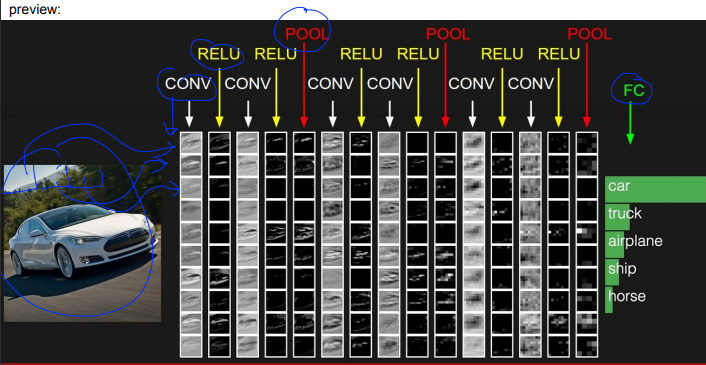 preview:
POOL POOL POOL
RELU RELU RELU RELU RELU RELU
CONV CONV CONV CONV CONV CONV
FC
car
truck
airplane
ship
horse